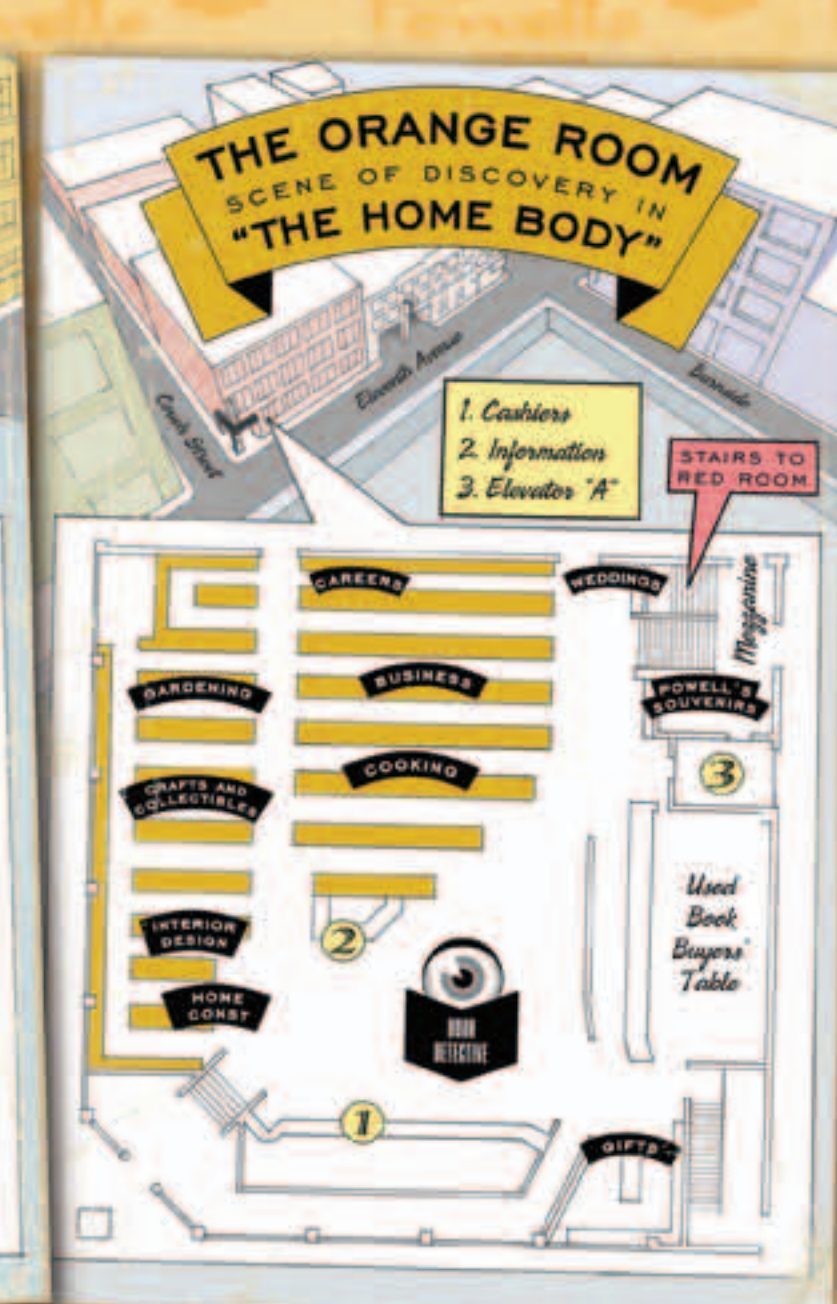 THE ORANGE ROOM
SCENE OF DISCOVERY IN
"THE HOME BODY"
Couch Street
Eleventh Avenue
Burnside
1. Cashiers
2. Information
3. Elevator "A"
STAIRS TO
RED ROOM
CAREERS
WEDDINGS
Mezzanine
GARDENING
BUSINESS
POWELL'S
SOUVENIRS
COOKING
3
CRAFTS AND
COLLECTIBLES
Used
Book
Buyers'
Table
INTERIOR
DESIGN
2
HOME
CONST
BOOK
DETECTIVE
1
GIFTS